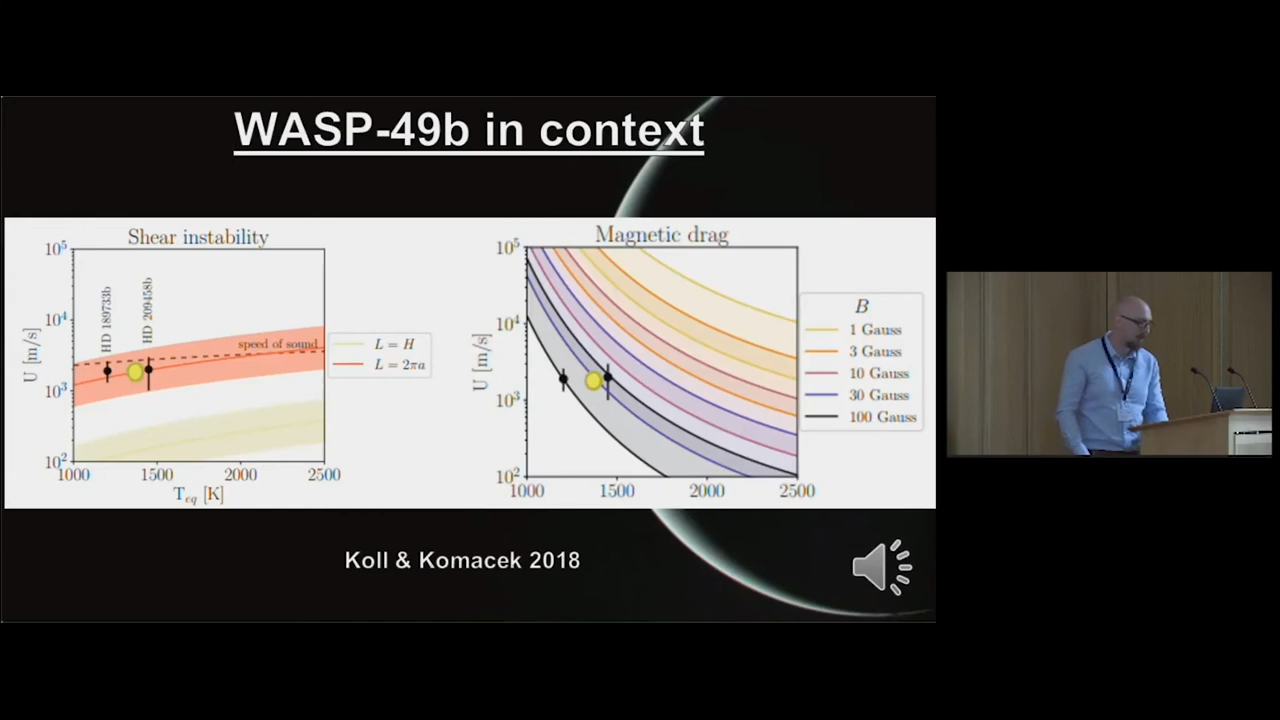 WASP-49b in context
Shear instability
10⁵
10⁴
10³
10²
U [m/s]
HD 189733b
HD 209458b
speed of sound
1000 1500 2000 2500
T_eq [K]
L = H
L = 2πa
Magnetic drag
10⁵
10⁴
10³
10²
U [m/s]
1000 1500 2000 2500
B
1 Gauss
3 Gauss
10 Gauss
30 Gauss
100 Gauss
Koll & Komacek 2018